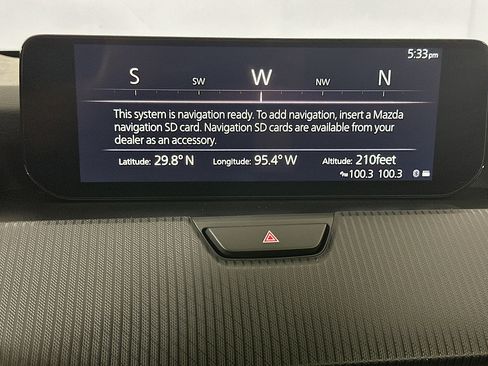 5:33pm
S SW W NW N
This system is navigation ready. To add navigation, insert a Mazda
navigation SD card. Navigation SD cards are available from your
dealer as an accessory.
Latitude: 29.8° N Longitude: 95.4° W Altitude: 210feet
100.3 100.3